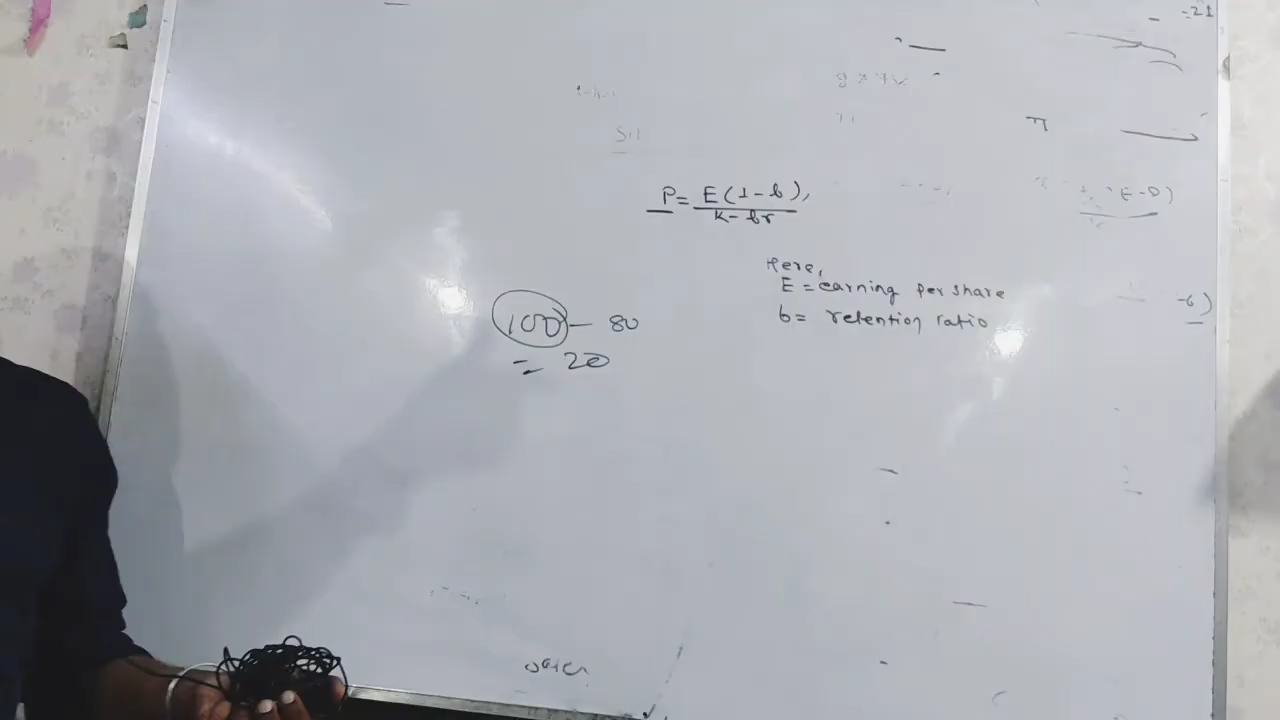 P = E(1-b),
k-br
Here,
E = earning per share
b = retention ratio
100 - 80
= 20